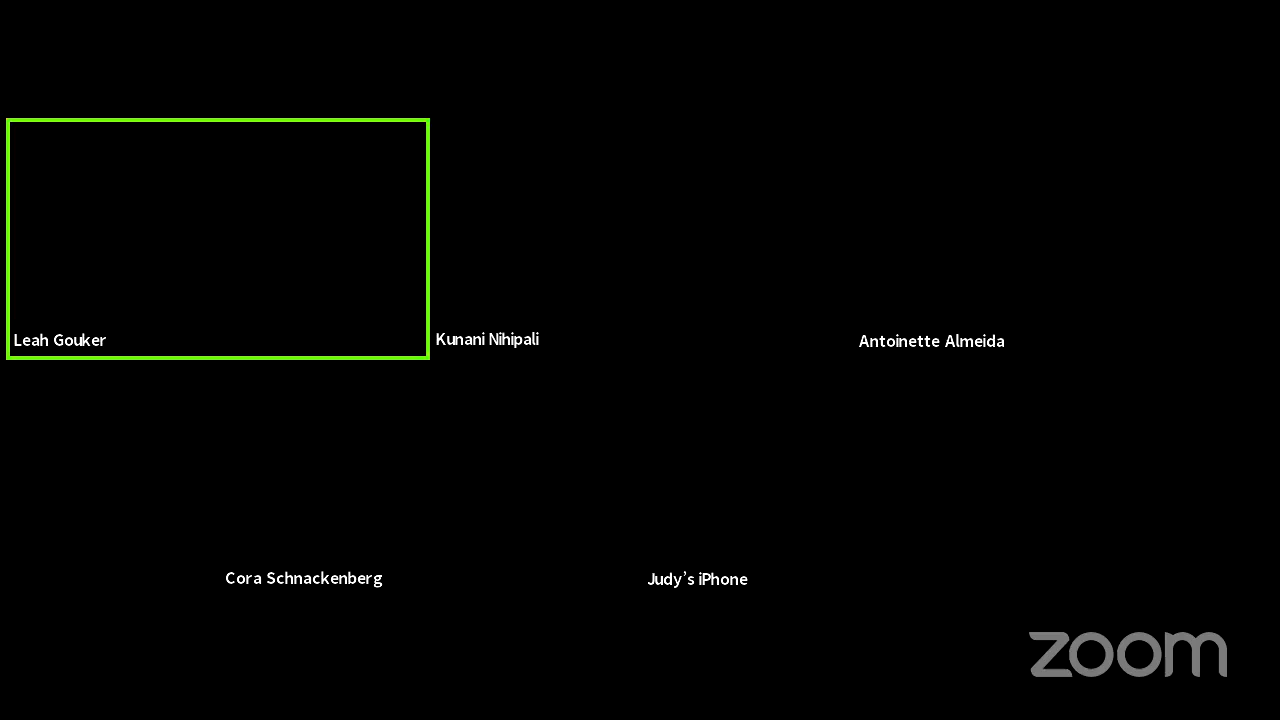 Leah Gouker
Kunani Nihipali
Antoinette Almeida
Cora Schnackenberg
Judy’s iPhone
zoom